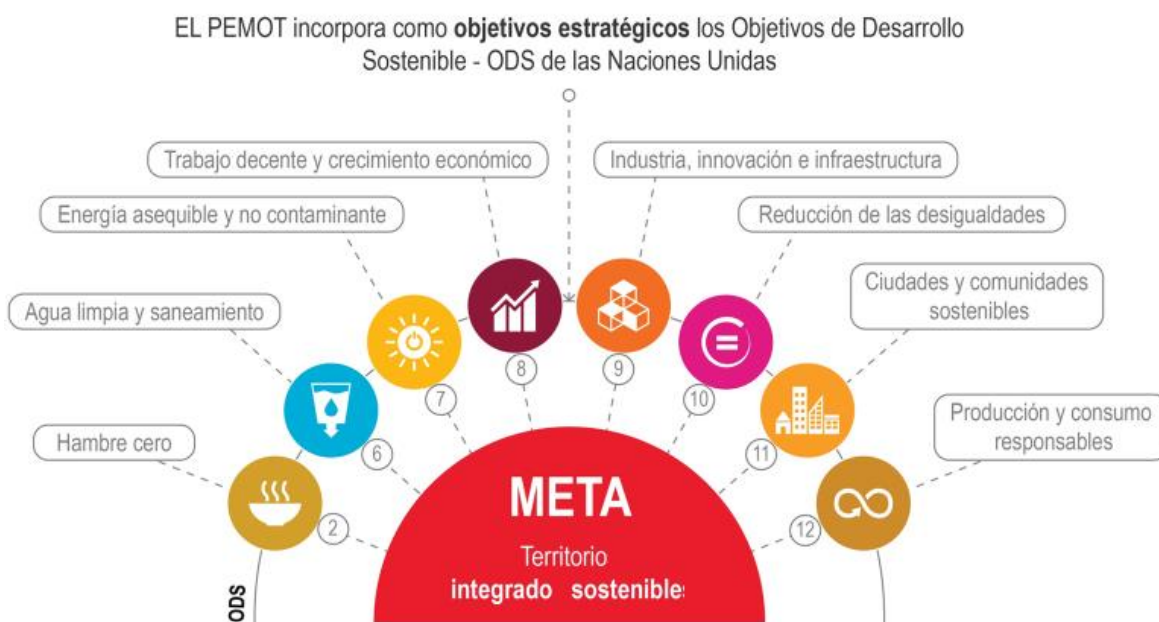 EL PEMOT incorpora como objetivos estratégicos los Objetivos de Desarrollo
Sostenible - ODS de las Naciones Unidas
Trabajo decente y crecimiento económico
Industria, innovación e infraestructura
Energía asequible y no contaminante
Reducción de las desigualdades
Agua limpia y saneamiento
Ciudades y comunidades
sostenibles
Hambre cero
Producción y consumo
responsables
2
6
7
8
9
10
11
12
META
Territorio
integrado sostenible
ODS